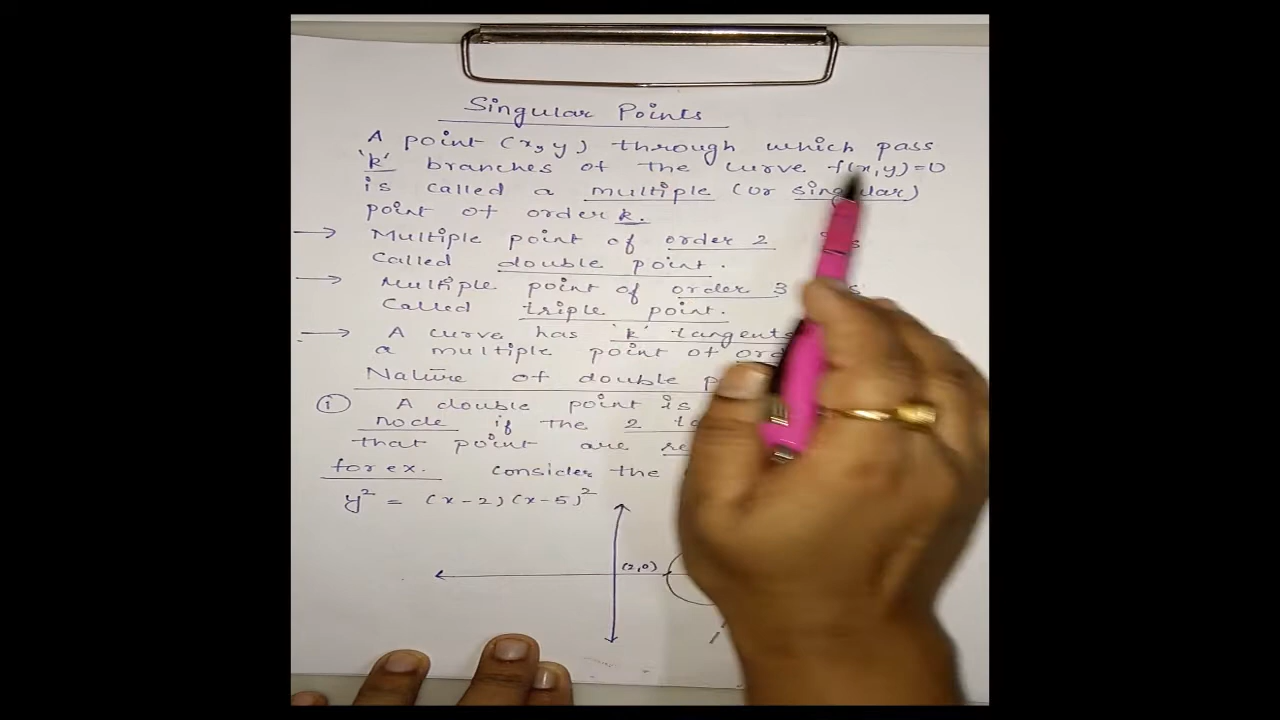 Singular Points
A point (x, y) through which pass
'k' branches of the curve f(x,y)=0
is called a multiple (or singular)
point of order k.
→ Multiple point of order 2
Called double point.
→ Multiple point of order 3
Called triple point.
→ A curve has 'k' tangents
a multiple point of
Nature of double
(i) A double point is
node if the 2
that point are
for ex. consider the
y² = (x-2)(x-5)²
(2,0)